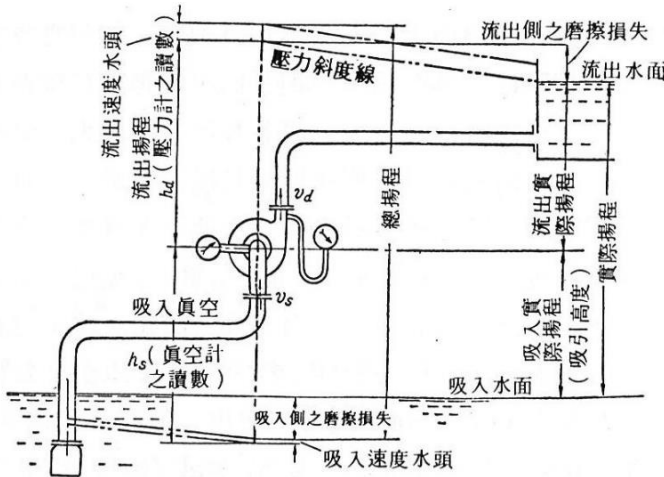 流出速度水頭
流出揚程
hd(壓力計之讀數)
壓力斜度線
流出側之磨擦損失
流出水面
vd
總揚程
流出實
際揚程
實際揚程
吸入眞空
vs
hs(眞空計
之讀數)
吸入實
際揚程
(吸引高度)
吸入水面
吸入側之磨擦損失
吸入速度水頭